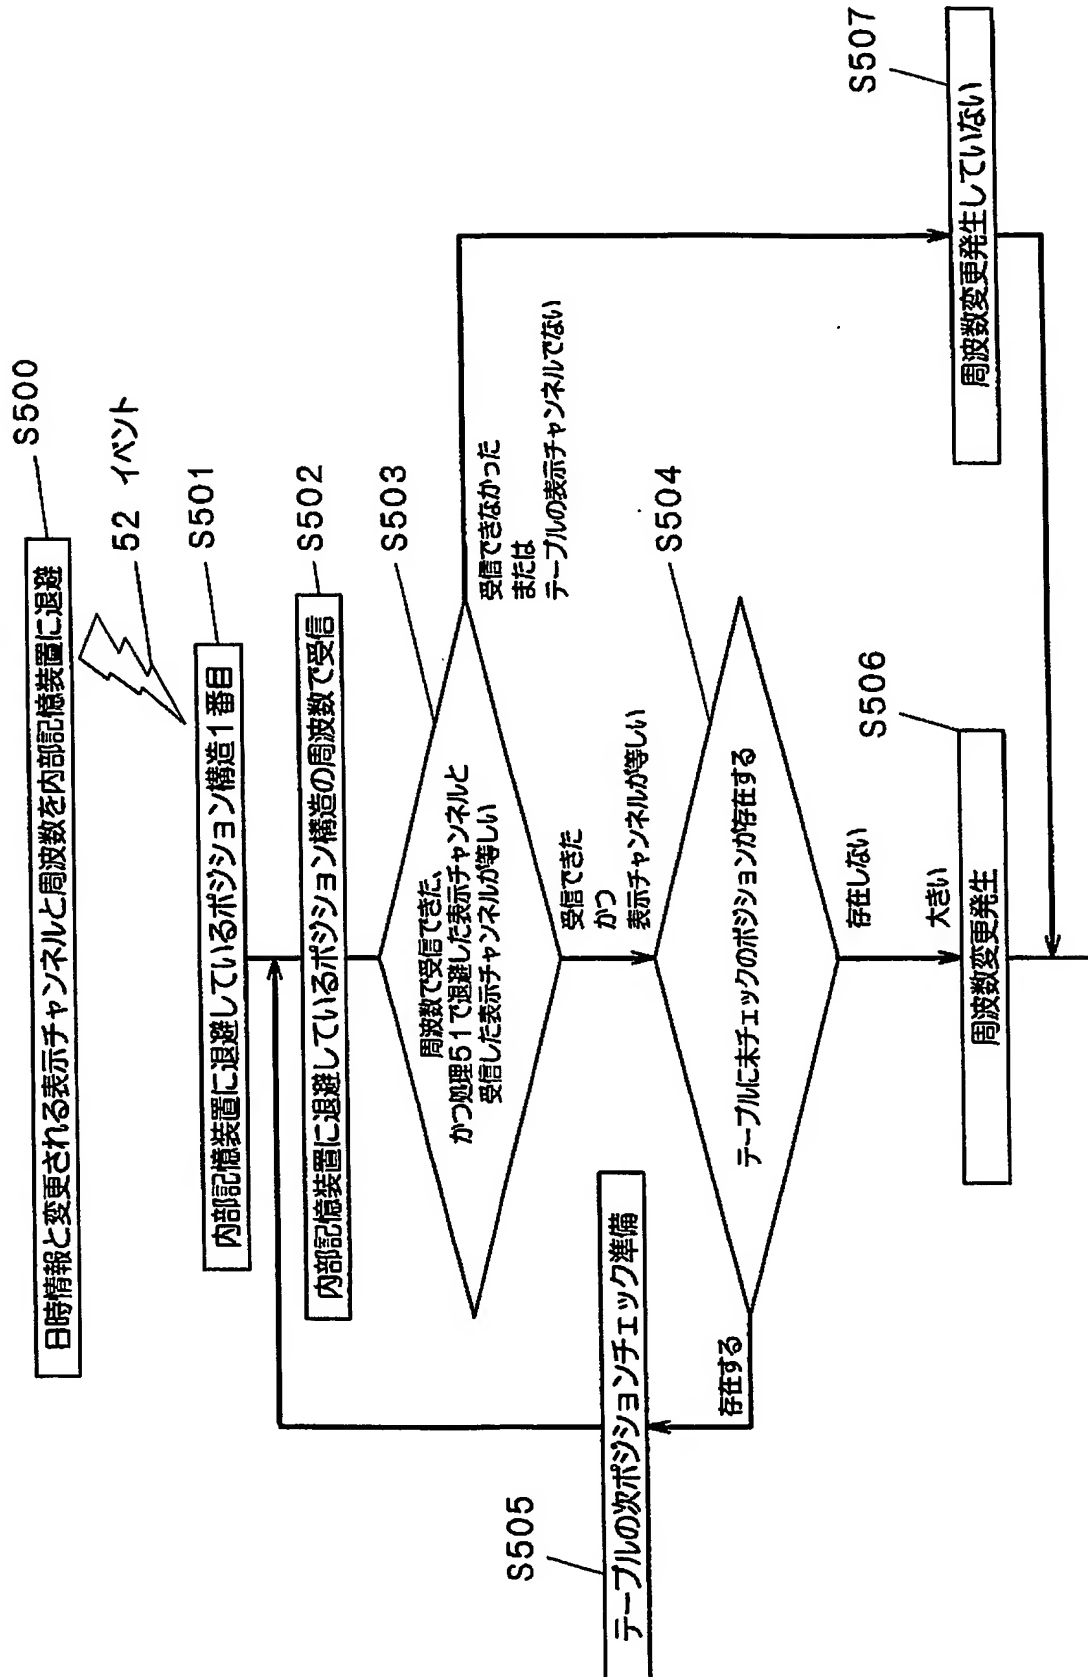 S500
日時情報と変更される表示チャンネルと周波数を内部記憶装置に退避
52 イベント
S501
内部記憶装置に退避しているポジション構造1番目
S502
内部記憶装置に退避しているポジション構造の周波数で受信
S503
周波数で受信できた、
かつ処理51で退避した表示チャンネルと
受信した表示チャンネルが等しい
受信できなかった
または
テーブルの表示チャンネルでない
受信できた
かつ
表示チャンネルが等しい
S504
テーブルに未チェックのポジションが存在する
存在する
S505
テーブルの次ポジションチェック準備
存在しない
大きい
S506
周波数変更発生
S507
周波数変更発生していない